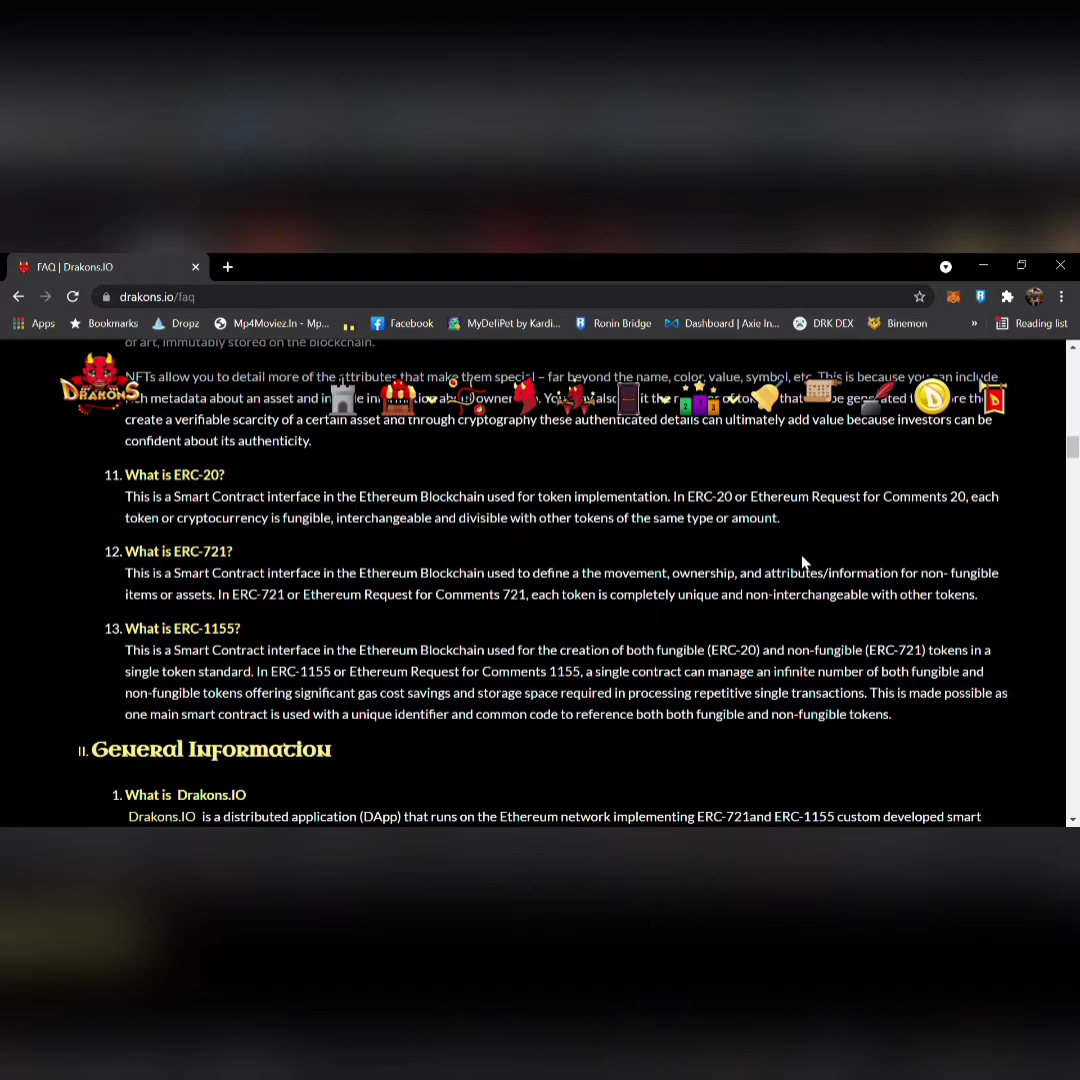 FAQ | Drakons.IO
drakons.io/faq
Apps Bookmarks Dropz Mp4Moviez.In - Mp... Facebook MyDefiPet by Kardi... Ronin Bridge Dashboard | Axie In... DRK DEX Binemon » Reading list
of art, immutably stored on the blockchain.
DRAKONS
NFTs allow you to detail more of the attributes that make them special – far beyond the name, color, value, symbol, etc. This is because you can include
rich metadata about an asset and in
create a verifiable scarcity of a certain asset and through cryptography these authenticated details can ultimately add value because investors can be
confident about its authenticity.
11. What is ERC-20?
This is a Smart Contract interface in the Ethereum Blockchain used for token implementation. In ERC-20 or Ethereum Request for Comments 20, each
token or cryptocurrency is fungible, interchangeable and divisible with other tokens of the same type or amount.
12. What is ERC-721?
This is a Smart Contract interface in the Ethereum Blockchain used to define a the movement, ownership, and attributes/information for non- fungible
items or assets. In ERC-721 or Ethereum Request for Comments 721, each token is completely unique and non-interchangeable with other tokens.
13. What is ERC-1155?
This is a Smart Contract interface in the Ethereum Blockchain used for the creation of both fungible (ERC-20) and non-fungible (ERC-721) tokens in a
single token standard. In ERC-1155 or Ethereum Request for Comments 1155, a single contract can manage an infinite number of both fungible and
non-fungible tokens offering significant gas cost savings and storage space required in processing repetitive single transactions. This is made possible as
one main smart contract is used with a unique identifier and common code to reference both both fungible and non-fungible tokens.
II. General Information
1. What is Drakons.IO
Drakons.IO is a distributed application (DApp) that runs on the Ethereum network implementing ERC-721and ERC-1155 custom developed smart